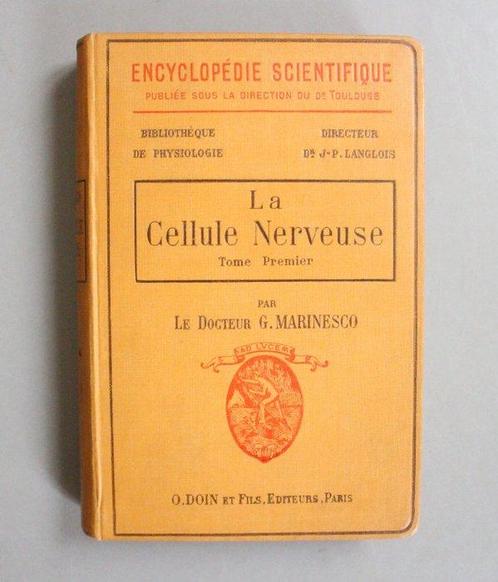 ENCYCLOPÉDIE SCIENTIFIQUE
PUBLIÉE SOUS LA DIRECTION DU Dr TOULOUSE
BIBLIOTHÈQUE
DE PHYSIOLOGIE
DIRECTEUR
Dr J-P. LANGLOIS
La
Cellule Nerveuse
Tome Premier
PAR
LE DOCTEUR G. MARINESCO
AD LVCEM
O. DOIN ET FILS, EDITEURS, PARIS